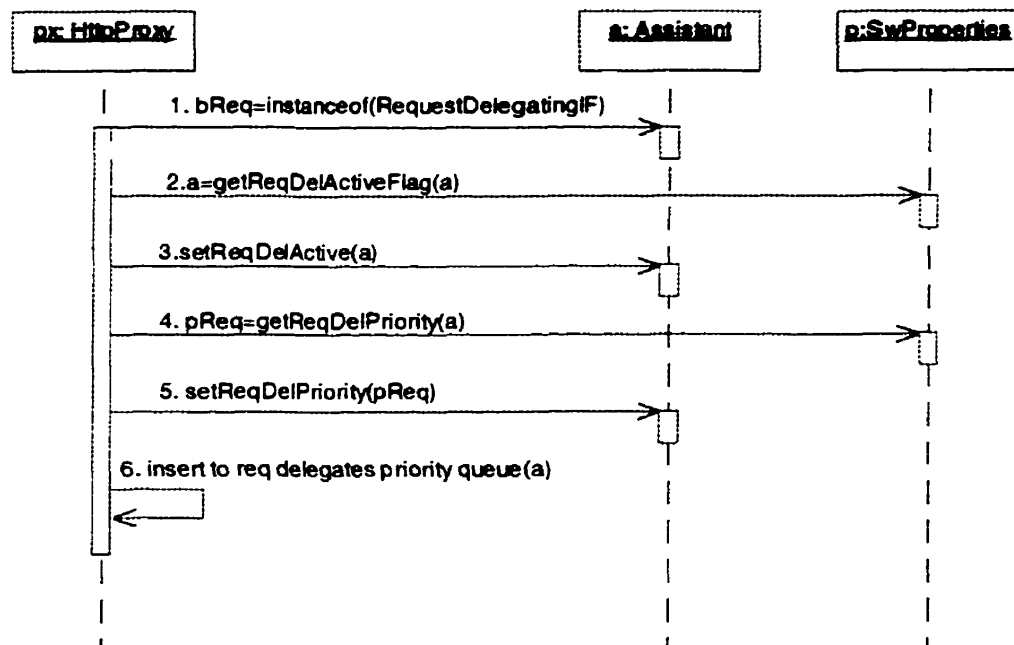 px: HttpProxy
a: Assistant
p:SwProperties
1. bReq=instanceof(RequestDelegatingIF)
2.a=getReqDelActiveFlag(a)
3.setReqDelActive(a)
4. pReq=getReqDelPriority(a)
5. setReqDelPriority(pReq)
6. insert to req delegates priority queue(a)